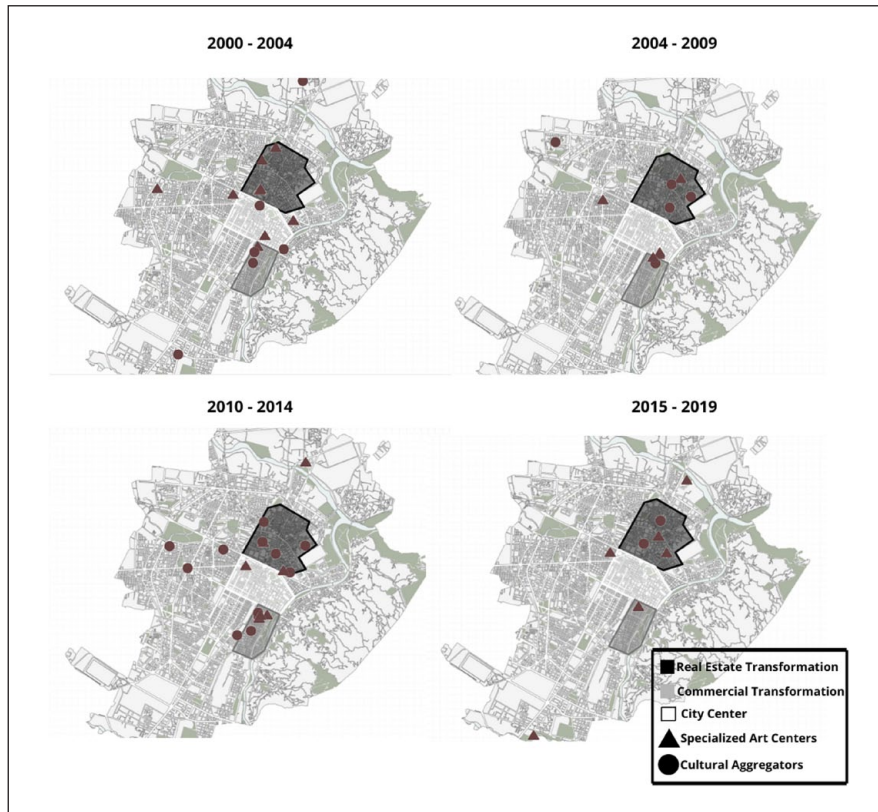 2000 - 2004
2004 - 2009
2010 - 2014
2015 - 2019
Real Estate Transformation
Commercial Transformation
City Center
Specialized Art Centers
Cultural Aggregators